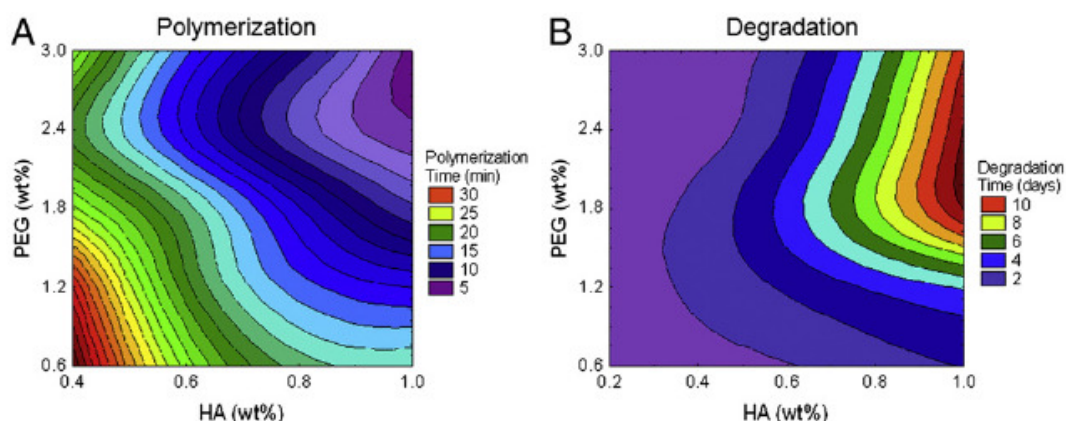 A
Polymerization
3.0
2.4
1.8
1.2
0.6
PEG (wt%)
0.4
0.6
0.8
1.0
HA (wt%)
Polymerization
Time (min)
30
25
20
15
10
5
B
Degradation
3.0
2.4
1.8
1.2
0.6
PEG (wt%)
0.2
0.4
0.6
0.8
1.0
HA (wt%)
Degradation
Time (days)
10
8
6
4
2